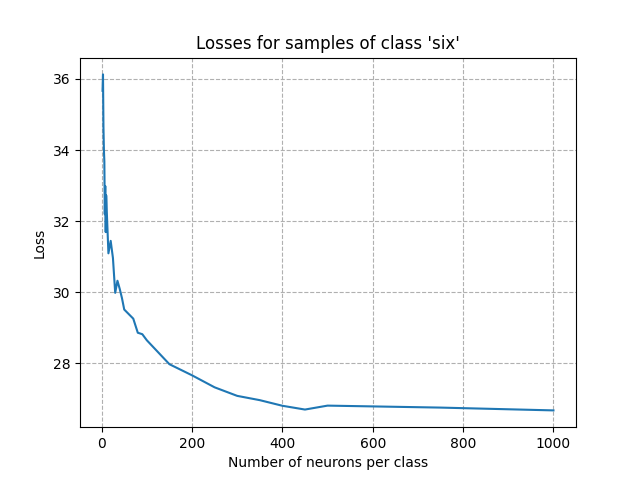 Losses for samples of class 'six'
36
34
32
30
28
Loss
0 200 400 600 800 1000
Number of neurons per class